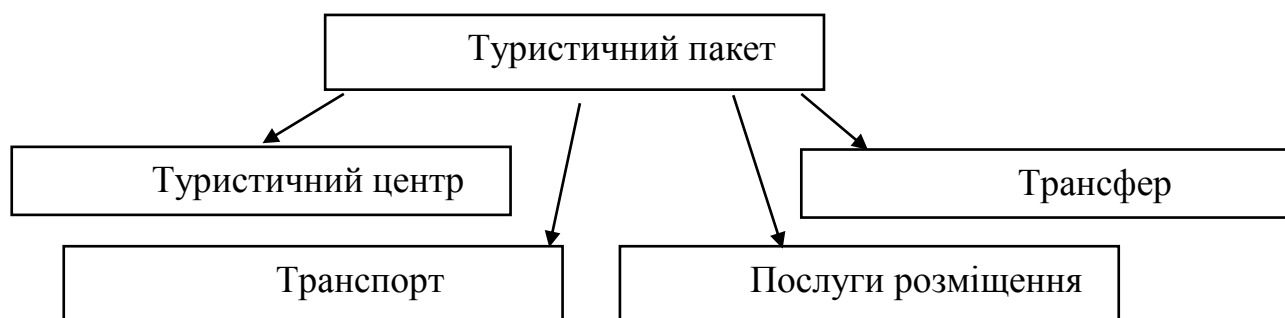 Туристичний пакет
Туристичний центр
Трансфер
Транспорт
Послуги розміщення